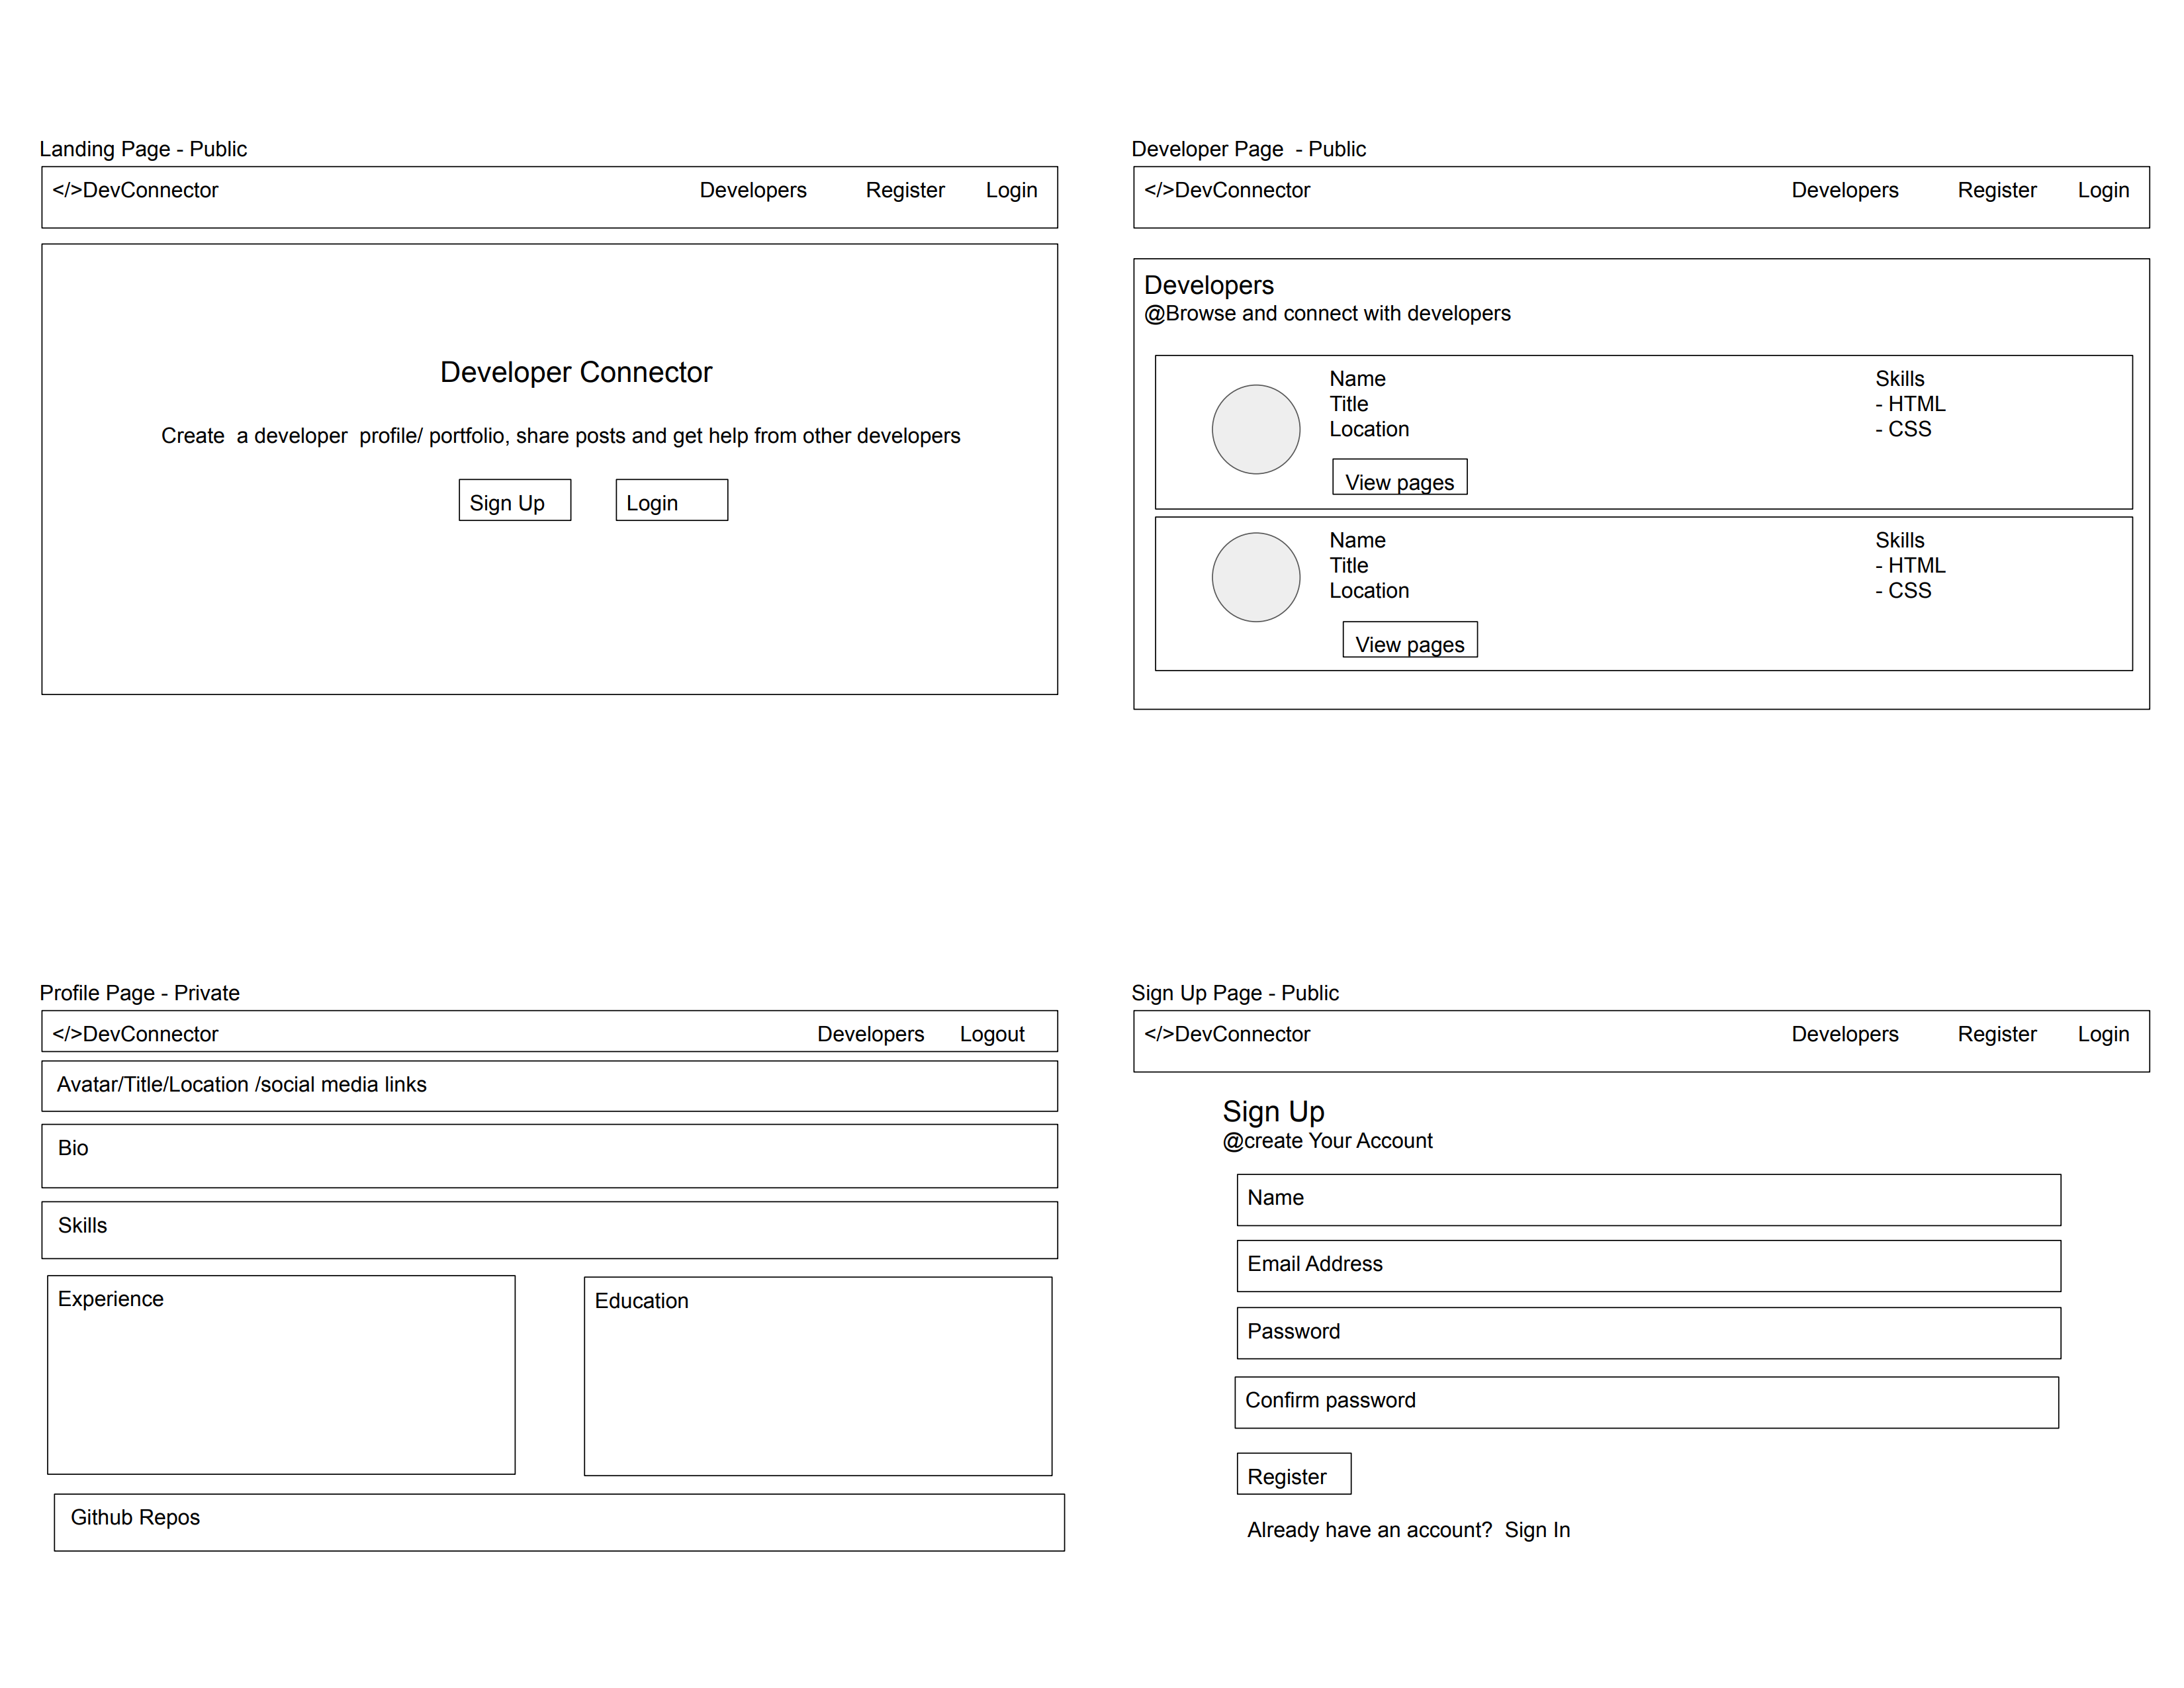 Landing Page - Public
</>DevConnector Developers Register Login
Developer Connector
Create a developer profile/ portfolio, share posts and get help from other developers
Sign Up Login
Developer Page - Public
</>DevConnector Developers Register Login
Developers
@Browse and connect with developers
Name Skills
Title - HTML
Location - CSS
View pages
Name Skills
Title - HTML
Location - CSS
View pages
Profile Page - Private
</>DevConnector Developers Logout
Avatar/Title/Location /social media links
Bio
Skills
Experience Education
Github Repos
Sign Up Page - Public
</>DevConnector Developers Register Login
Sign Up
@create Your Account
Name
Email Address
Password
Confirm password
Register
Already have an account? Sign In